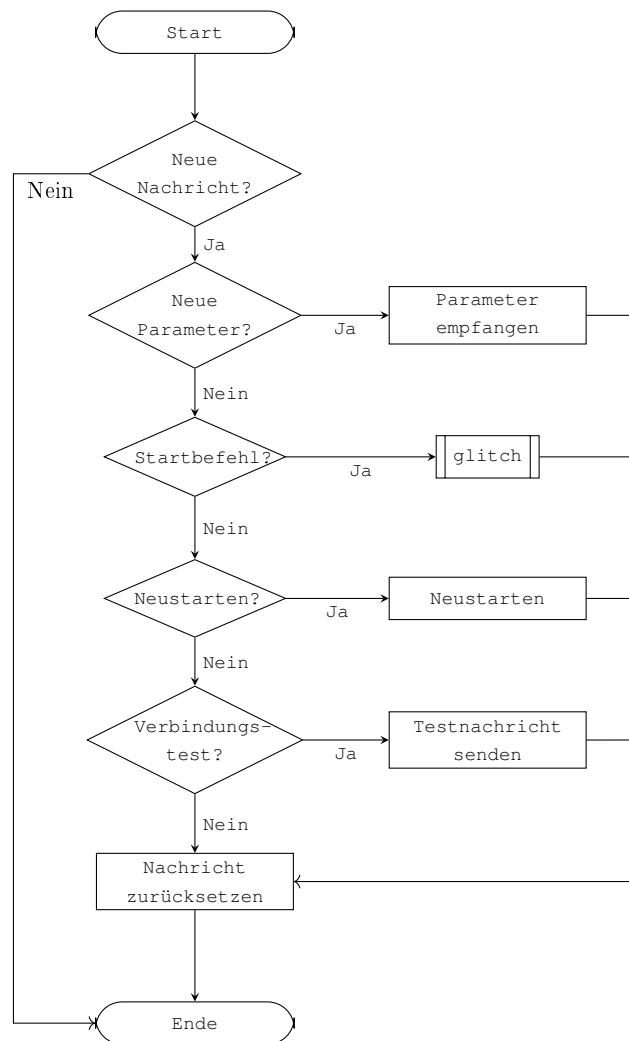 Start
Neue
Nachricht?
Nein
Ja
Neue
Parameter?
Ja
Parameter
empfangen
Nein
Startbefehl?
Ja
glitch
Nein
Neustarten?
Ja
Neustarten
Nein
Verbindungs-
test?
Ja
Testnachricht
senden
Nein
Nachricht
zurücksetzen
Ende